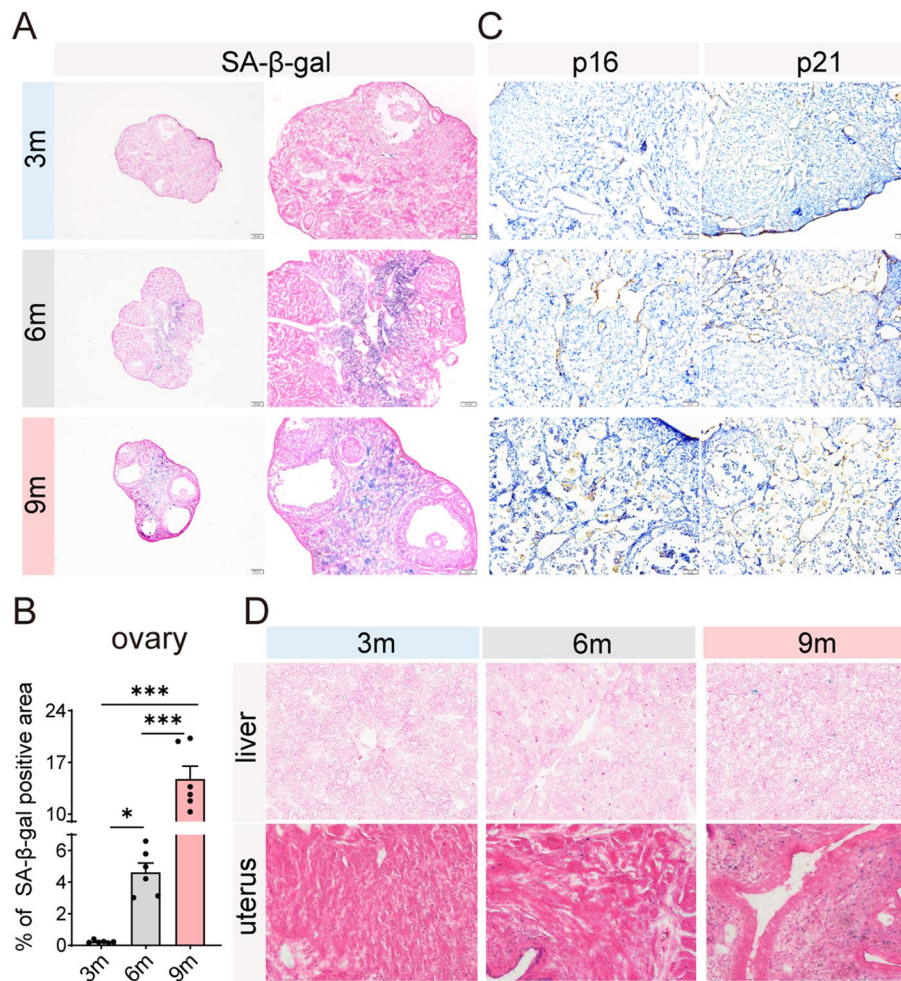 A
SA-β-gal
3m
6m
9m
C
p16
p21
B
ovary
% of SA-β-gal positive area
24
17
10
6
4
2
0
***
***
*
3m
6m
9m
D
3m
6m
9m
liver
uterus